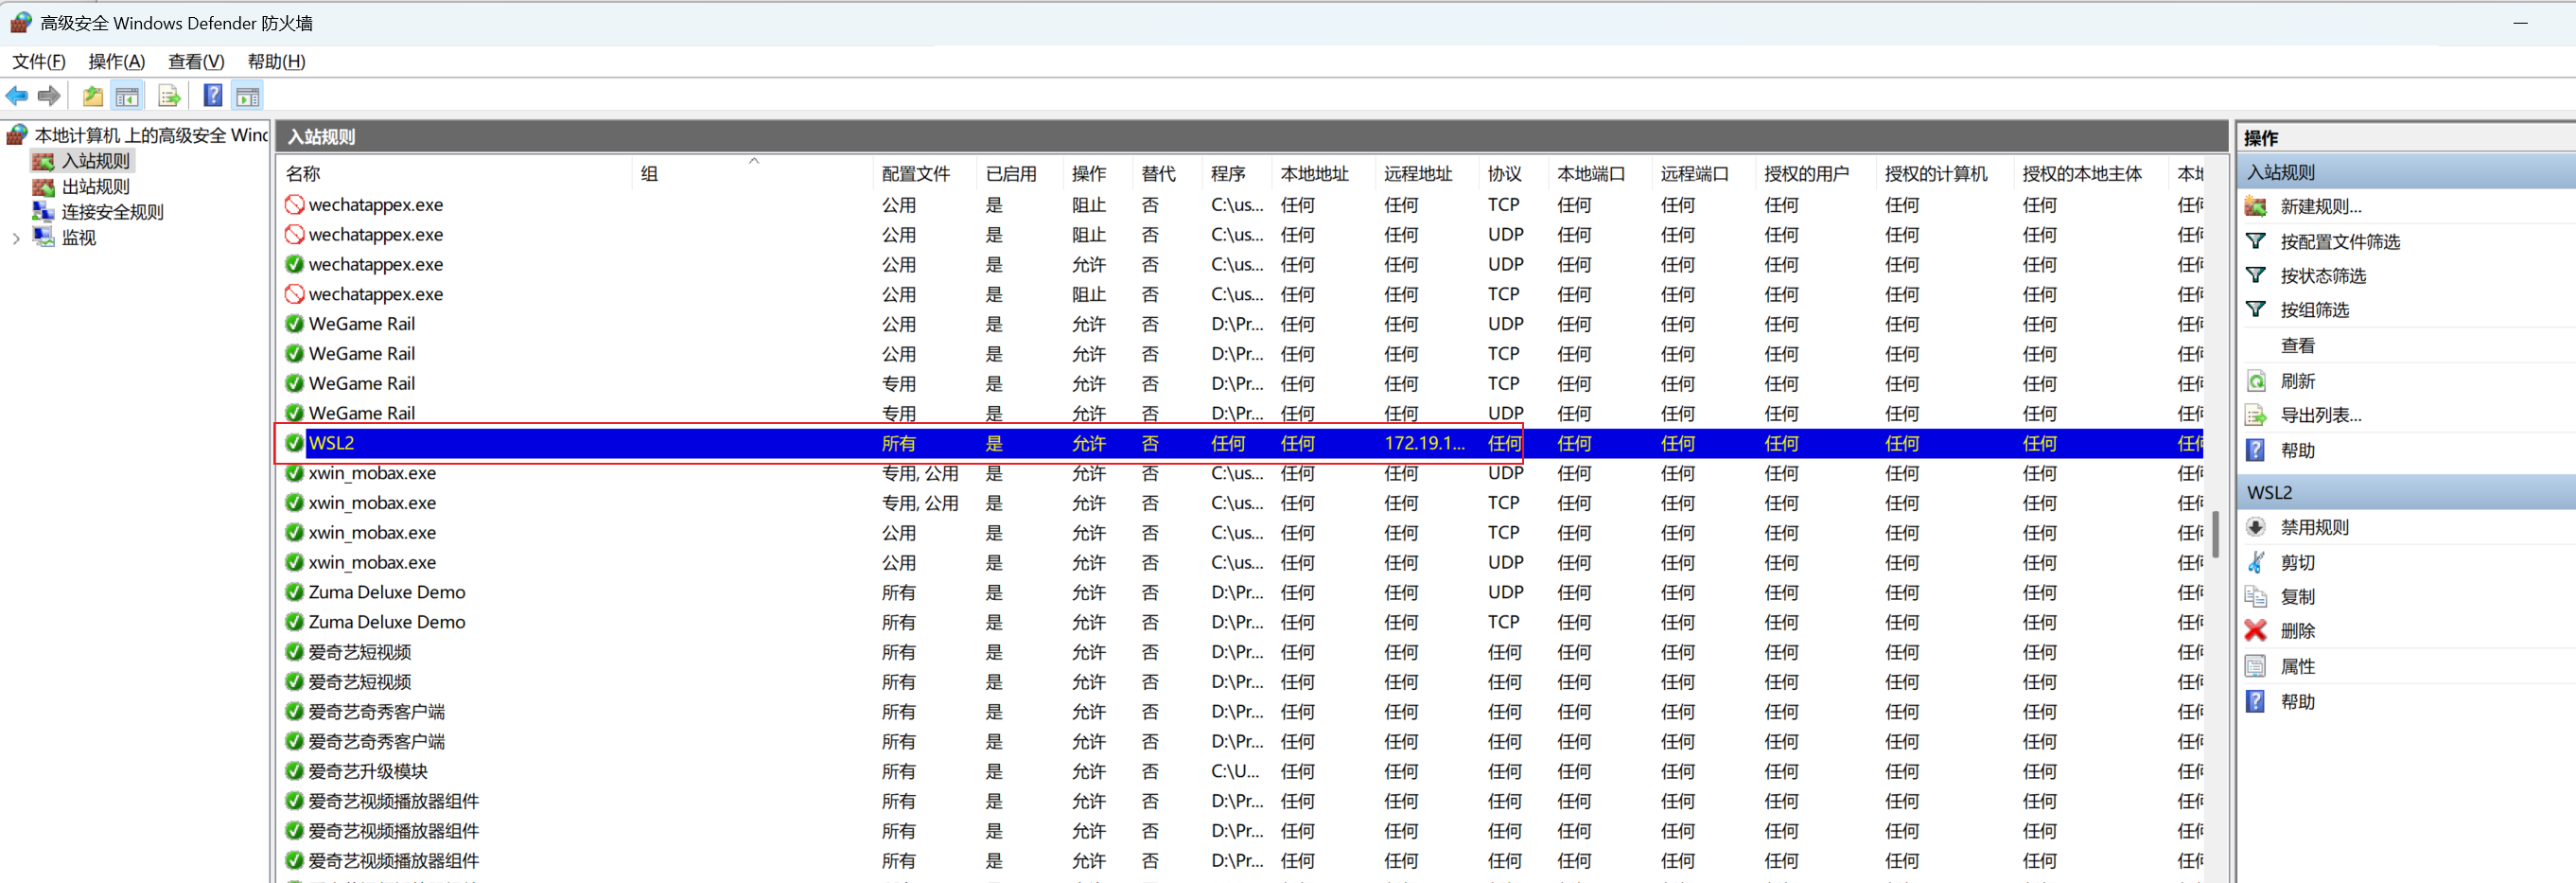 高级安全 Windows Defender 防火墙
文件(F) 操作(A) 查看(V) 帮助(H)
本地计算机 上的高级安全 Wind
入站规则
出站规则
连接安全规则
监视
入站规则
名称 组 配置文件 已启用 操作 替代 程序 本地地址 远程地址 协议 本地端口 远程端口 授权的用户 授权的计算机 授权的本地主体 本地
wechatappex.exe 公用 是 阻止 否 C:\us... 任何 任何 TCP 任何 任何 任何 任何 任何 任何
wechatappex.exe 公用 是 阻止 否 C:\us... 任何 任何 UDP 任何 任何 任何 任何 任何 任何
wechatappex.exe 公用 是 允许 否 C:\us... 任何 任何 UDP 任何 任何 任何 任何 任何 任何
wechatappex.exe 公用 是 阻止 否 C:\us... 任何 任何 TCP 任何 任何 任何 任何 任何 任何
WeGame Rail 公用 是 允许 否 D:\Pr... 任何 任何 UDP 任何 任何 任何 任何 任何 任何
WeGame Rail 公用 是 允许 否 D:\Pr... 任何 任何 TCP 任何 任何 任何 任何 任何 任何
WeGame Rail 专用 是 允许 否 D:\Pr... 任何 任何 TCP 任何 任何 任何 任何 任何 任何
WeGame Rail 专用 是 允许 否 D:\Pr... 任何 任何 UDP 任何 任何 任何 任何 任何 任何
WSL2 所有 是 允许 否 任何 任何 172.19.1... 任何 任何 任何 任何 任何 任何 任何
xwin_mobax.exe 专用, 公用 是 允许 否 C:\us... 任何 任何 UDP 任何 任何 任何 任何 任何 任何
xwin_mobax.exe 专用, 公用 是 允许 否 C:\us... 任何 任何 TCP 任何 任何 任何 任何 任何 任何
xwin_mobax.exe 公用 是 允许 否 C:\us... 任何 任何 TCP 任何 任何 任何 任何 任何 任何
xwin_mobax.exe 公用 是 允许 否 C:\us... 任何 任何 UDP 任何 任何 任何 任何 任何 任何
Zuma Deluxe Demo 所有 是 允许 否 D:\Pr... 任何 任何 UDP 任何 任何 任何 任何 任何 任何
Zuma Deluxe Demo 所有 是 允许 否 D:\Pr... 任何 任何 TCP 任何 任何 任何 任何 任何 任何
爱奇艺短视频 所有 是 允许 否 D:\Pr... 任何 任何 任何 任何 任何 任何 任何 任何 任何
爱奇艺短视频 所有 是 允许 否 D:\Pr... 任何 任何 任何 任何 任何 任何 任何 任何 任何
爱奇艺奇秀客户端 所有 是 允许 否 D:\Pr... 任何 任何 任何 任何 任何 任何 任何 任何 任何
爱奇艺奇秀客户端 所有 是 允许 否 D:\Pr... 任何 任何 任何 任何 任何 任何 任何 任何 任何
爱奇艺升级模块 所有 是 允许 否 C:\U... 任何 任何 任何 任何 任何 任何 任何 任何 任何
爱奇艺视频播放器组件 所有 是 允许 否 D:\Pr... 任何 任何 任何 任何 任何 任何 任何 任何 任何
爱奇艺视频播放器组件 所有 是 允许 否 D:\Pr... 任何 任何 任何 任何 任何 任何 任何 任何 任何
爱奇艺视频播放器组件 所有 是 允许 否 D:\Pr... 任何 任何 任何 任何 任何 任何 任何 任何 任何
操作
入站规则
新建规则...
按配置文件筛选
按状态筛选
按组筛选
查看
刷新
导出列表...
帮助
WSL2
禁用规则
剪切
复制
删除
属性
帮助